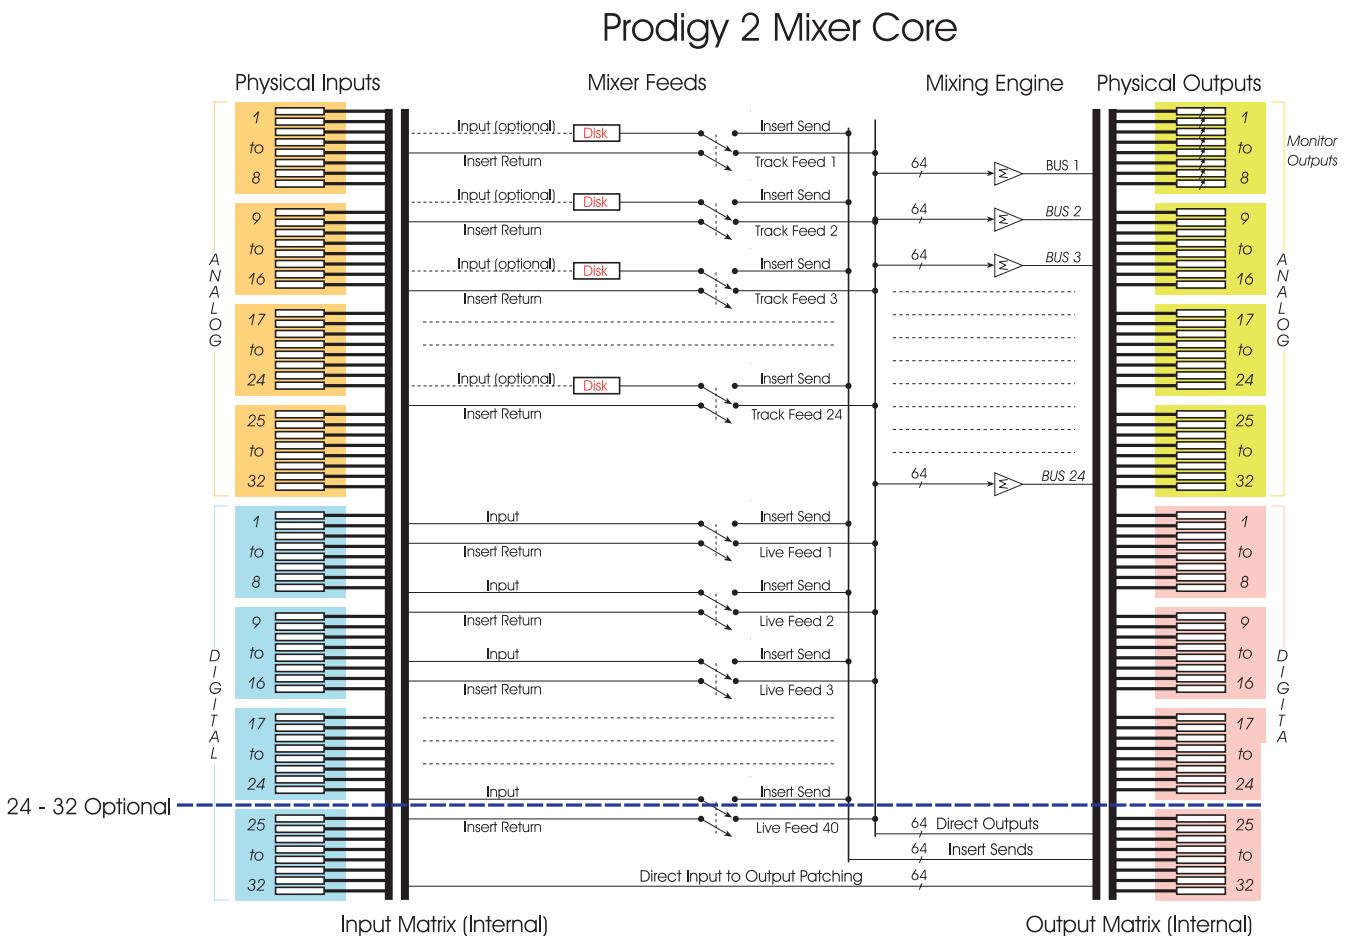 Prodigy 2 Mixer Core
Physical Inputs
Mixer Feeds
Mixing Engine
Physical Outputs
ANALOG
1
to
8
9
to
16
17
to
24
25
to
32
DIGITAL
1
to
8
9
to
16
17
to
24
24 - 32 Optional
25
to
32
Input (optional) Disk Insert Send
Insert Return Track Feed 1
Input (optional) Disk Insert Send
Insert Return Track Feed 2
Input (optional) Disk Insert Send
Insert Return Track Feed 3
Input (optional) Disk Insert Send
Insert Return Track Feed 24
Input Insert Send
Insert Return Live Feed 1
Input Insert Send
Insert Return Live Feed 2
Input Insert Send
Insert Return Live Feed 3
Input Insert Send
Insert Return Live Feed 40
64 Σ BUS 1
64 Σ BUS 2
64 Σ BUS 3
64 Σ BUS 24
64 Direct Outputs
64 Insert Sends
Direct Input to Output Patching 64
1
to
8
Monitor
Outputs
9
to
16
17
to
24
25
to
32
ANALOG
1
to
8
9
to
16
17
to
24
25
to
32
DIGITA
Input Matrix (Internal)
Output Matrix (Internal)